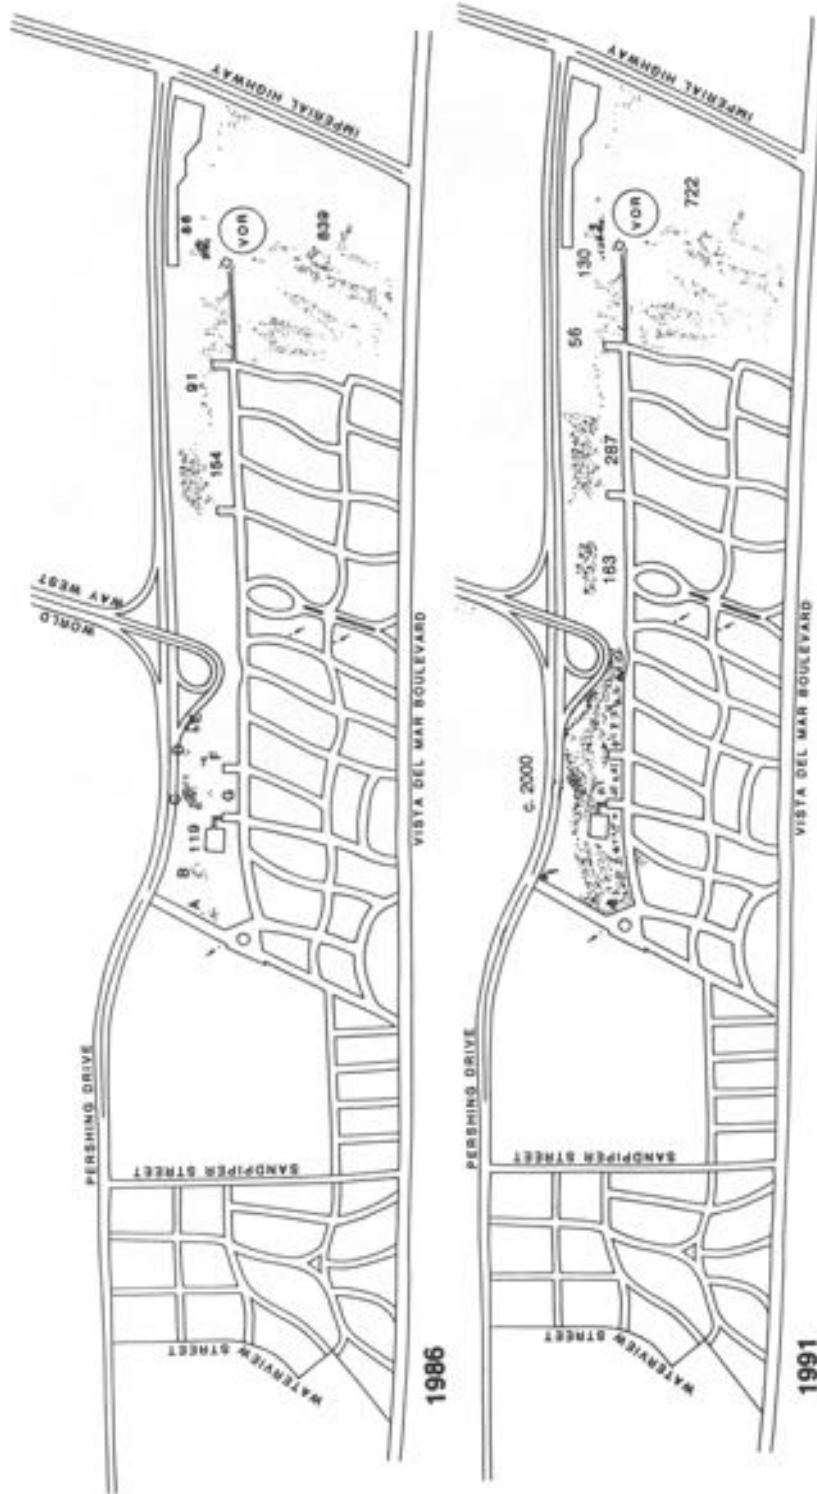 1986
PERSHING DRIVE
WORLD
WAY WEST
IMPERIAL HIGHWAY
VISTA DEL MAR BOULEVARD
SANDPIPER STREET
WATERVIEW STREET
VOR
A
B
119
C
D
F
G
154
91
839
1991
PERSHING DRIVE
IMPERIAL HIGHWAY
VISTA DEL MAR BOULEVARD
SANDPIPER STREET
WATERVIEW STREET
VOR
c. 2000
163
287
56
130
722